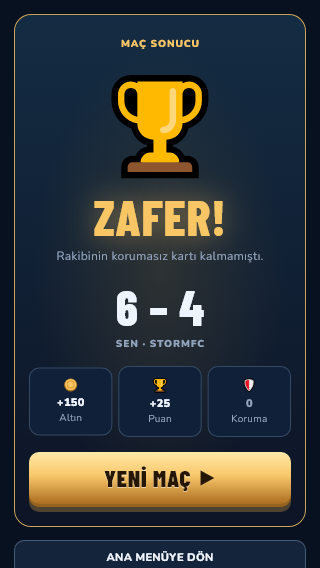 MAÇ SONUCU
ZAFER!
Rakibinin korumasız kartı kalmamıştı.
6 – 4
SEN · STORMFC
+150
Altın
+25
Puan
0
Koruma
YENİ MAÇ ▶
ANA MENÜYE DÖN